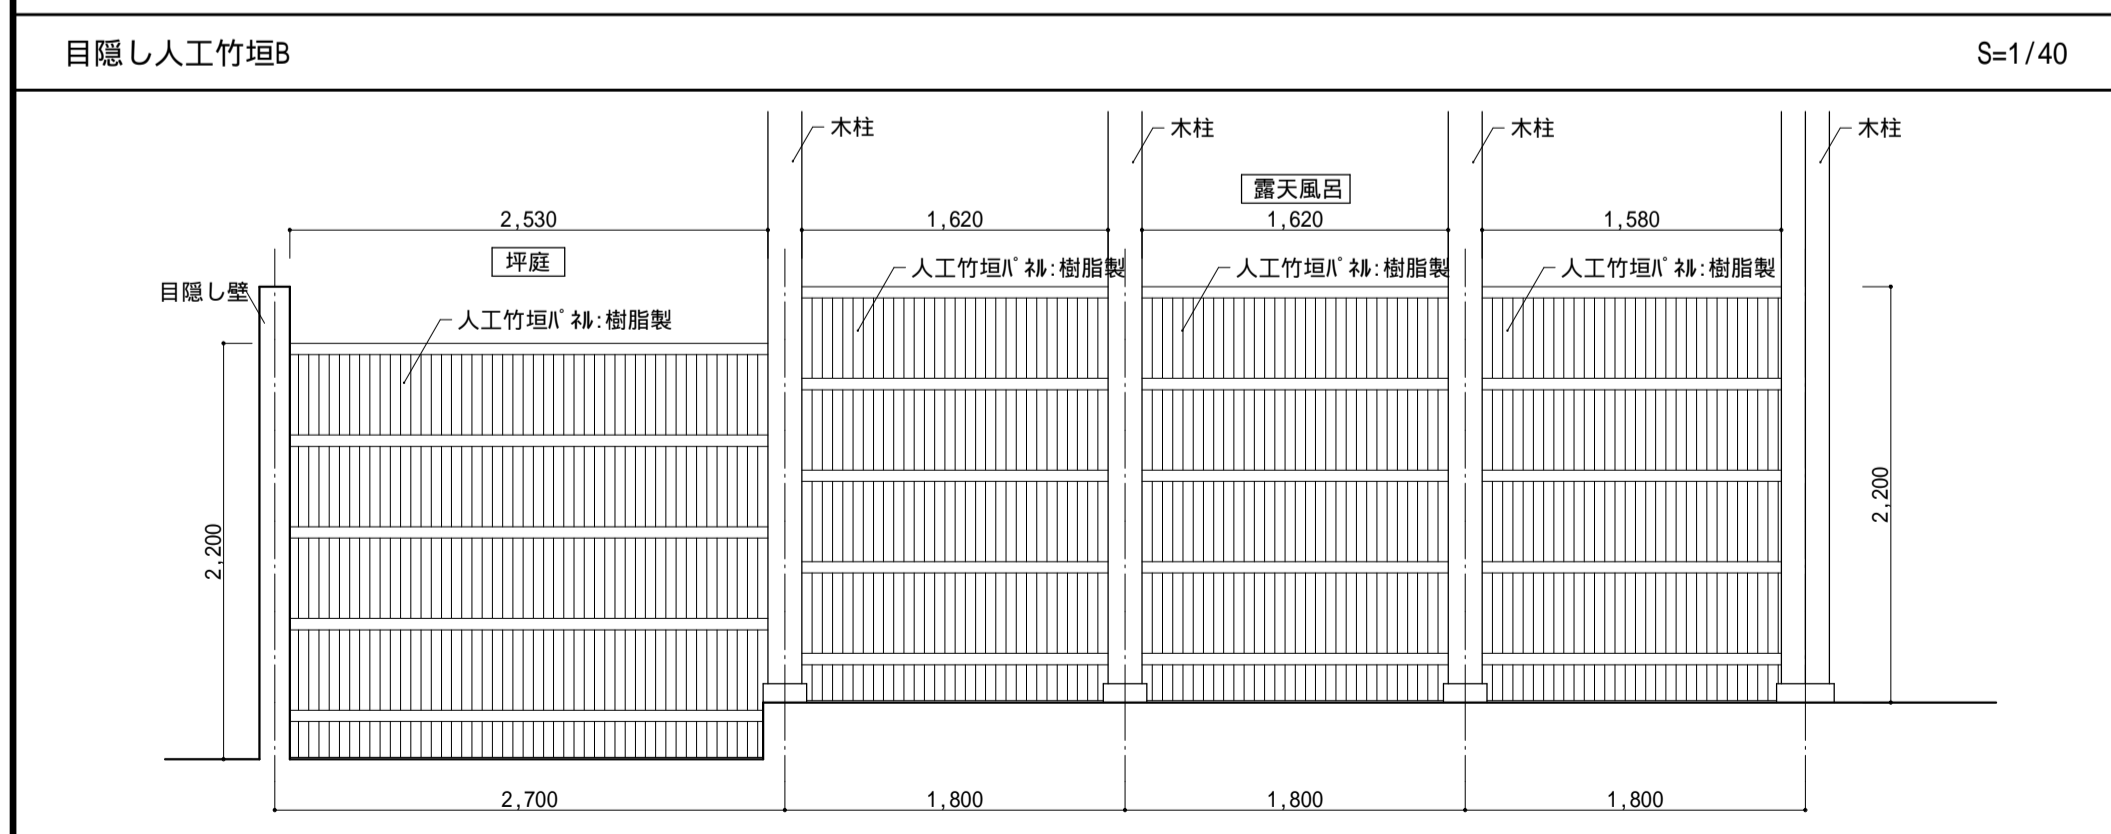 目隠し人工竹垣B
S=1/40
木柱
木柱
木柱
木柱
露天風呂
2,530
1,620
1,620
1,580
坪庭
人工竹垣ﾊﾟﾈﾙ:樹脂製
人工竹垣ﾊﾟﾈﾙ:樹脂製
人工竹垣ﾊﾟﾈﾙ:樹脂製
目隠し壁
人工竹垣ﾊﾟﾈﾙ:樹脂製
2,200
2,200
2,700
1,800
1,800
1,800